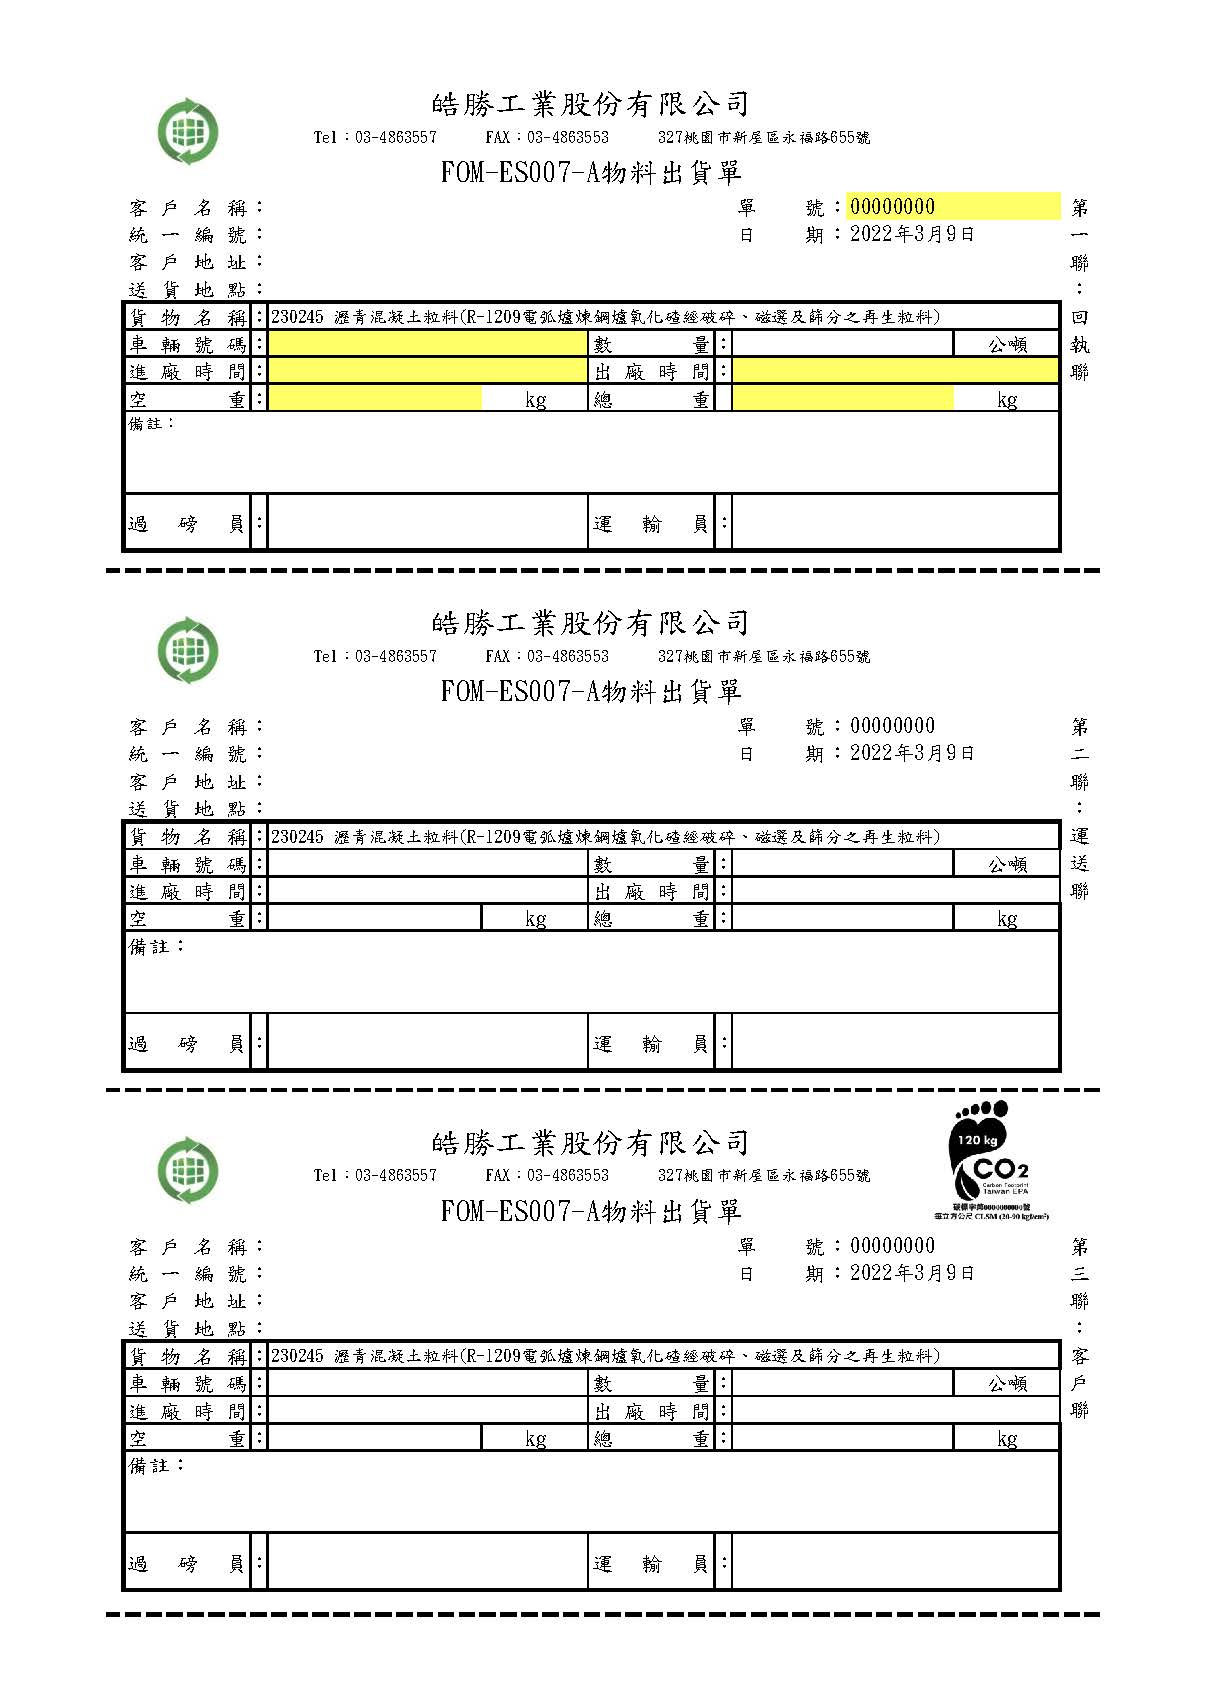 皓勝工業股份有限公司
Tel：03-4863557 FAX：03-4863553 327桃園市新屋區永福路655號
FOM-ES007-A物料出貨單
客戶名稱： 單號：00000000
統一編號： 日期：2022年3月9日
客戶地址：
送貨地點：
貨物名稱：230245 瀝青混凝土粒料(R-1209電弧爐煉鋼爐氧化碴經破碎、磁選及篩分之再生粒料)
車輛號碼： 數量： 公噸
進廠時間： 出廠時間：
空重： kg 總重 kg
備註：
過磅員： 運輸員：
第一聯：回執聯
皓勝工業股份有限公司
Tel：03-4863557 FAX：03-4863553 327桃園市新屋區永福路655號
FOM-ES007-A物料出貨單
客戶名稱： 單號：00000000
統一編號： 日期：2022年3月9日
客戶地址：
送貨地點：
貨物名稱：230245 瀝青混凝土粒料(R-1209電弧爐煉鋼爐氧化碴經破碎、磁選及篩分之再生粒料)
車輛號碼： 數量： 公噸
進廠時間： 出廠時間：
空重： kg 總重： kg
備註：
過磅員： 運輸員：
第二聯：運送聯
120 kg
CO2
Carbon Footprint
Taiwan EPA
碳標字第0000000000號
每立方公尺 CLSM (20-90 kgf/cm²)
皓勝工業股份有限公司
Tel：03-4863557 FAX：03-4863553 327桃園市新屋區永福路655號
FOM-ES007-A物料出貨單
客戶名稱： 單號：00000000
統一編號： 日期：2022年3月9日
客戶地址：
送貨地點：
貨物名稱：230245 瀝青混凝土粒料(R-1209電弧爐煉鋼爐氧化碴經破碎、磁選及篩分之再生粒料)
車輛號碼： 數量： 公噸
進廠時間： 出廠時間：
空重： kg 總重： kg
備註：
過磅員： 運輸員：
第三聯：客戶聯